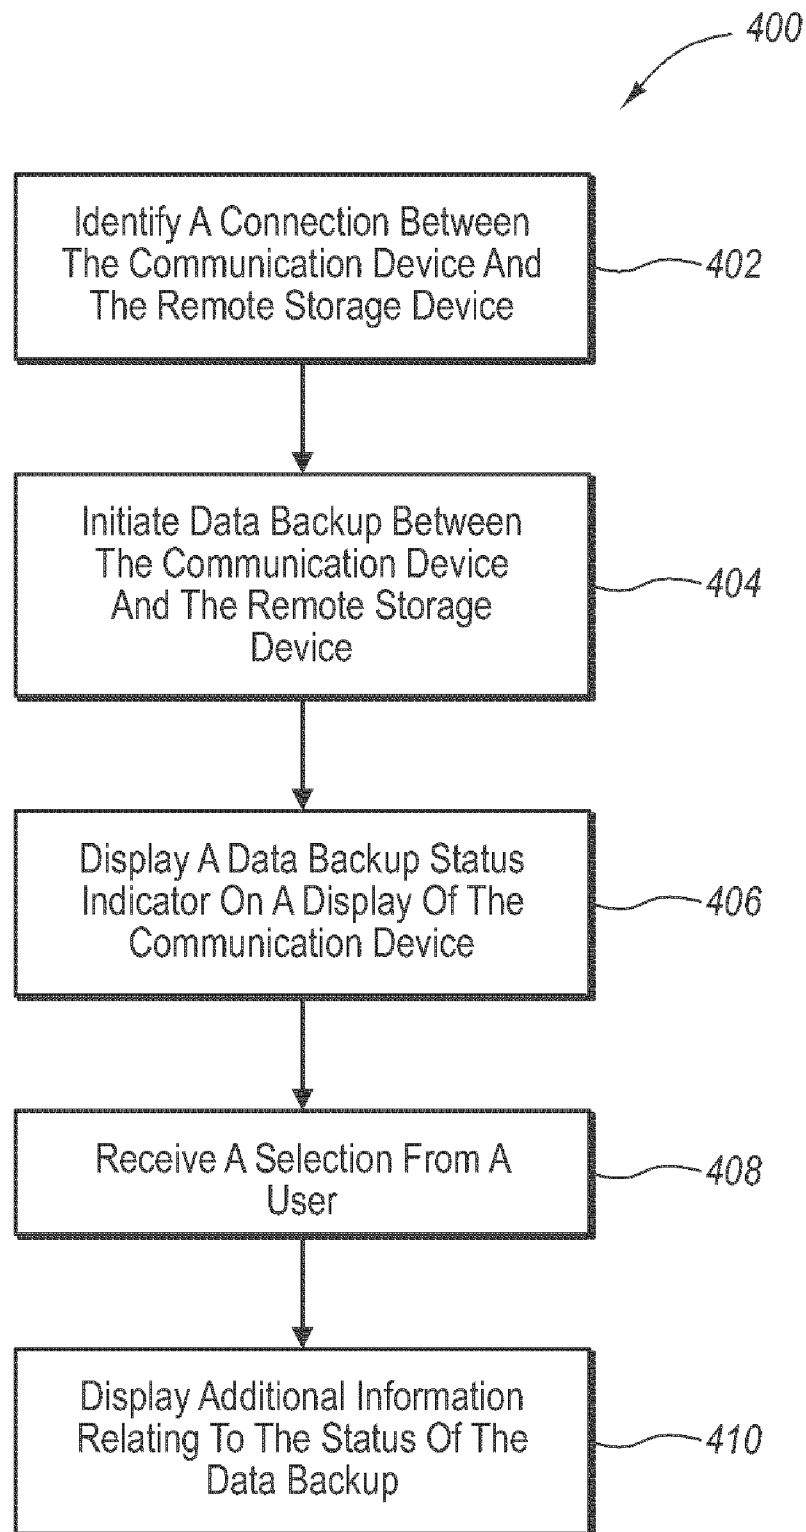 400
Identify A Connection Between
The Communication Device And
The Remote Storage Device
402
Initiate Data Backup Between
The Communication Device
And The Remote Storage
Device
404
Display A Data Backup Status
Indicator On A Display Of The
Communication Device
406
Receive A Selection From A
User
408
Display Additional Information
Relating To The Status Of The
Data Backup
410